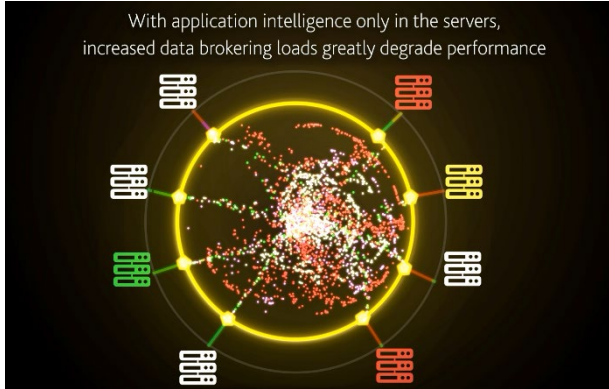 With application intelligence only in the servers,
increased data brokering loads greatly degrade performance